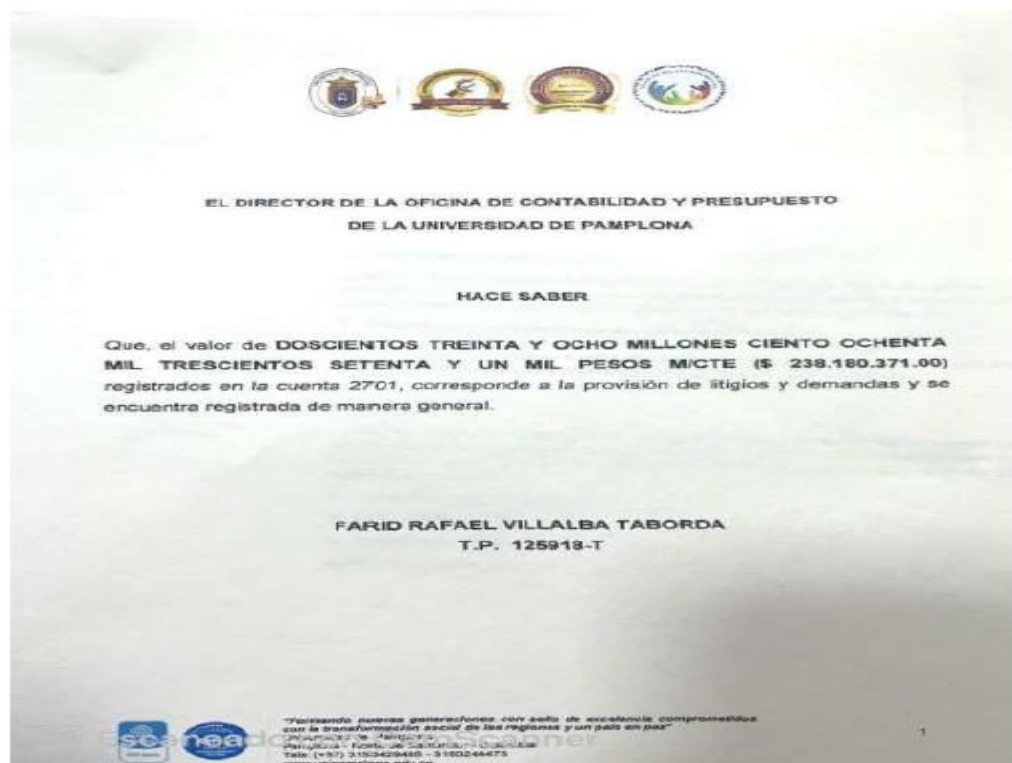 EL DIRECTOR DE LA OFICINA DE CONTABILIDAD Y PRESUPUESTO
DE LA UNIVERSIDAD DE PAMPLONA
HACE SABER
Que, el valor de DOSCIENTOS TREINTA Y OCHO MILLONES CIENTO OCHENTA
MIL TRESCIENTOS SETENTA Y UN MIL PESOS M/CTE ($ 238.180.371.00)
registrados en la cuenta 2701, corresponde a la provisión de litigios y demandas y se
encuentra registrada de manera general.
FARID RAFAEL VILLALBA TABORDA
T.P. 125918-T
"Formando nuevas generaciones con sello de excelencia comprometidos
con la transformación social de las regiones y un país en paz"
1